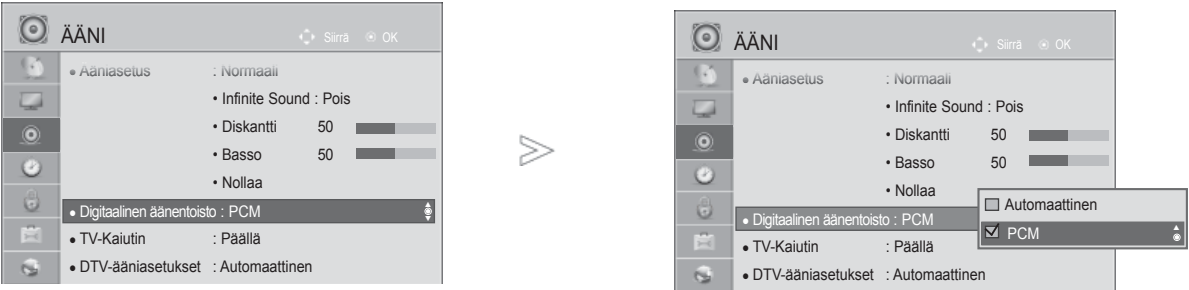 ÄÄNI
Siirrä OK
• Ääniasetus : Normaali
• Infinite Sound : Pois
• Diskantti 50
• Basso 50
• Nollaa
• Digitaalinen äänentoisto : PCM
• TV-Kaiutin : Päällä
• DTV-ääniasetukset : Automaattinen
ÄÄNI
Siirrä OK
• Ääniasetus : Normaali
• Infinite Sound : Pois
• Diskantti 50
• Basso 50
• Nollaa
• Digitaalinen äänentoisto : PCM
• TV-Kaiutin : Päällä
• DTV-ääniasetukset : Automaattinen
Automaattinen
PCM